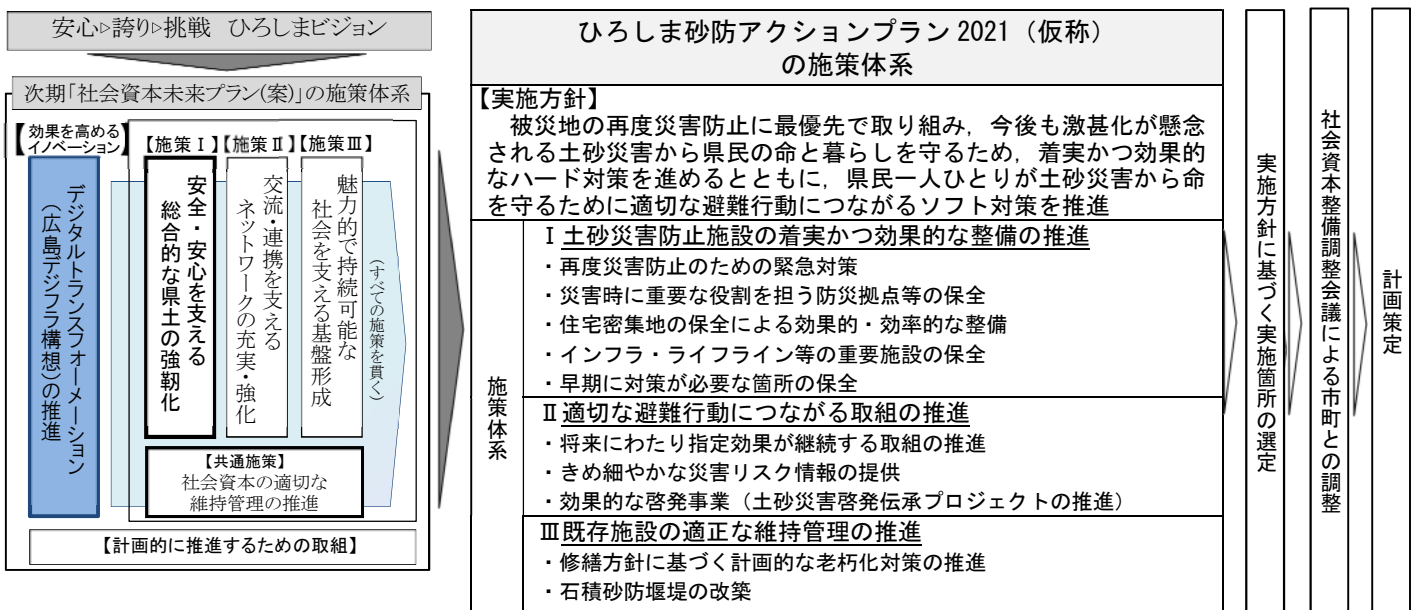 安心▷誇り▷挑戦　ひろしまビジョン
次期「社会資本未来プラン(案)」の施策体系
【効果を高めるイノベーション】
デジタルトランスフォーメーション
（広島デジフラ構想）の推進
【施策Ⅰ】
安全・安心を支える
総合的な県土の強靭化
【施策Ⅱ】
交流・連携を支える
ネットワークの充実・強化
【施策Ⅲ】
魅力的で持続可能な
社会を支える基盤形成
(すべての施策を貫く)
【共通施策】
社会資本の適切な
維持管理の推進
【計画的に推進するための取組】
ひろしま砂防アクションプラン 2021（仮称）
の施策体系
【実施方針】
被災地の再度災害防止に最優先で取り組み，今後も激甚化が懸念
される土砂災害から県民の命と暮らしを守るため，着実かつ効果的
なハード対策を進めるとともに，県民一人ひとりが土砂災害から命
を守るために適切な避難行動につながるソフト対策を推進
施策体系
Ⅰ 土砂災害防止施設の着実かつ効果的な整備の推進
・再度災害防止のための緊急対策
・災害時に重要な役割を担う防災拠点等の保全
・住宅密集地の保全による効果的・効率的な整備
・インフラ・ライフライン等の重要施設の保全
・早期に対策が必要な箇所の保全
Ⅱ 適切な避難行動につながる取組の推進
・将来にわたり指定効果が継続する取組の推進
・きめ細やかな災害リスク情報の提供
・効果的な啓発事業（土砂災害啓発伝承プロジェクトの推進）
Ⅲ 既存施設の適正な維持管理の推進
・修繕方針に基づく計画的な老朽化対策の推進
・石積砂防堰堤の改築
実施方針に基づく実施箇所の選定
社会資本整備調整会議による市町との調整
計画策定